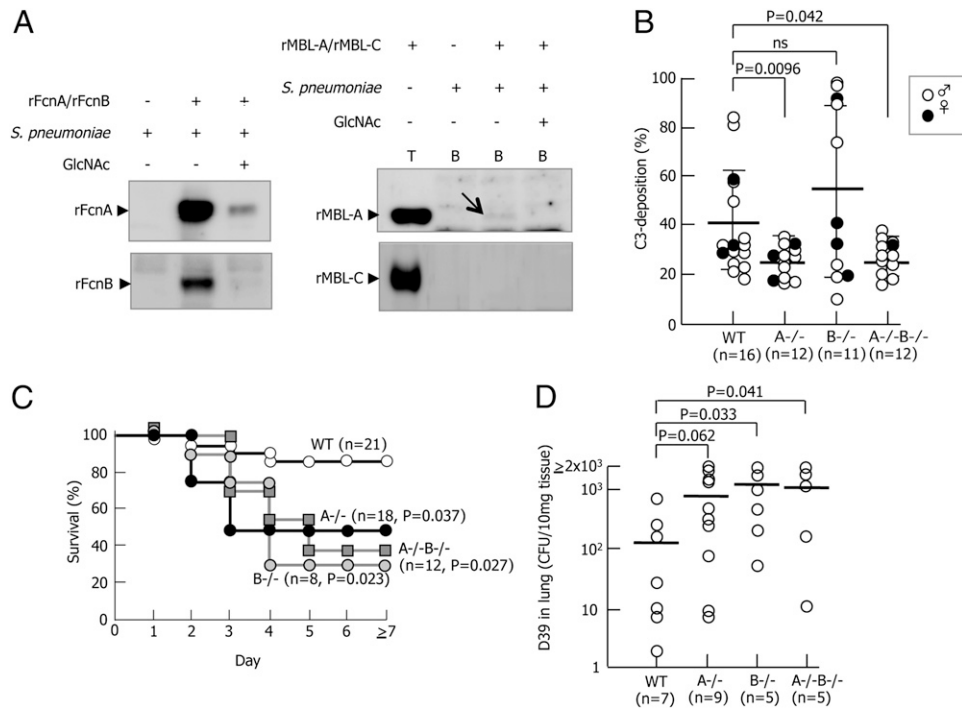 A
rFcnA/rFcnB - + +
S. pneumoniae + + +
GlcNAc - - +
rFcnA
rFcnB
rMBL-A/rMBL-C + - + +
S. pneumoniae - + + +
GlcNAc - - - +
T B B B
rMBL-A
rMBL-C
B
P=0.042
ns
P=0.0096
♂
♀
C3-deposition (%)
100
80
60
40
20
0
WT A-/- B-/- A-/-B-/-
(n=16) (n=12) (n=11) (n=12)
C
Survival (%)
100
80
60
40
20
0 1 2 3 4 5 6 ≥7
Day
WT (n=21)
A-/- (n=18, P=0.037)
A-/-B-/-
(n=12, P=0.027)
B-/- (n=8, P=0.023)
D
P=0.041
P=0.033
P=0.062
D39 in lung (CFU/10mg tissue)
≥2x10³
10³
10²
10
1
WT A-/- B-/- A-/-B-/-
(n=7) (n=9) (n=5) (n=5)